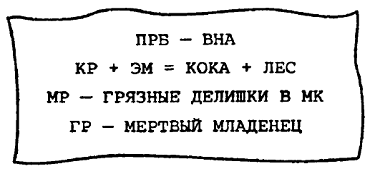 ПРБ — ВНА
КР + ЭМ = КОКА + ЛЕС
МР — ГРЯЗНЫЕ ДЕЛИШКИ В МК
ГР — МЕРТВЫЙ МЛАДЕНЕЦ